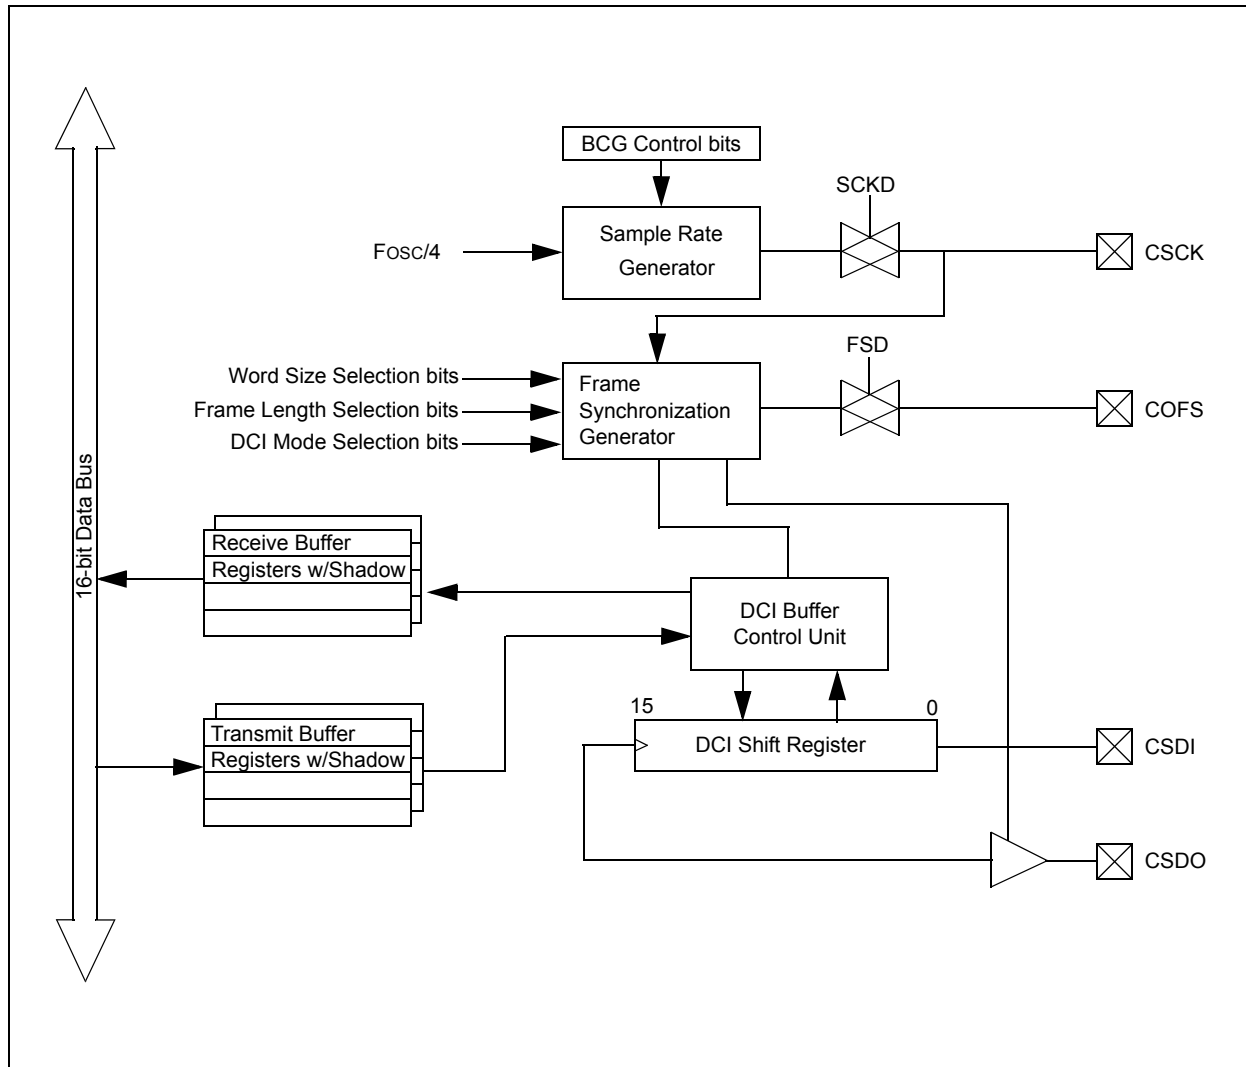 BCG Control bits
SCKD
Sample Rate
Generator
FOSC/4
CSCK
FSD
Word Size Selection bits
Frame Length Selection bits
DCI Mode Selection bits
Frame
Synchronization
Generator
COFS
16-bit Data Bus
Receive Buffer
Registers w/Shadow
DCI Buffer
Control Unit
15
0
Transmit Buffer
Registers w/Shadow
DCI Shift Register
CSDI
CSDO